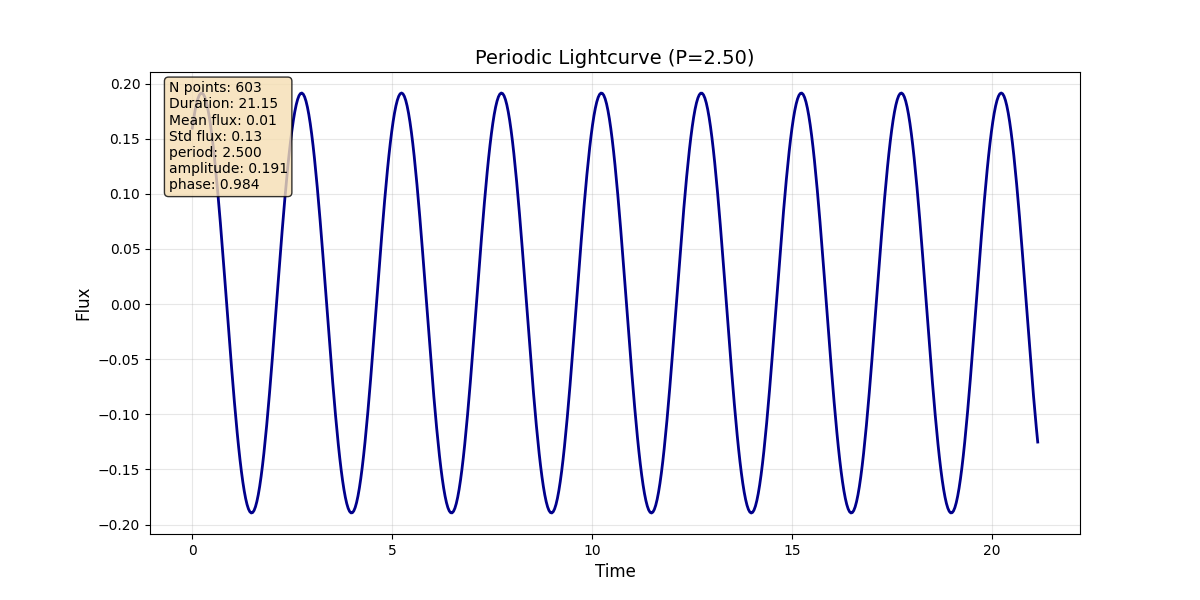 Periodic Lightcurve (P=2.50)
N points: 603
Duration: 21.15
Mean flux: 0.01
Std flux: 0.13
period: 2.500
amplitude: 0.191
phase: 0.984
0.20
0.15
0.10
0.05
0.00
−0.05
−0.10
−0.15
−0.20
Flux
0 5 10 15 20
Time